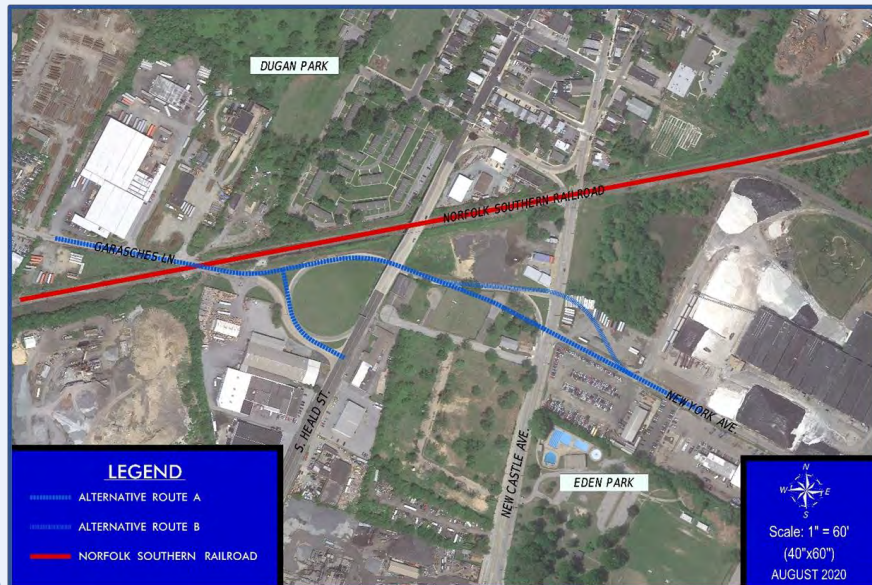 DUGAN PARK
NORFOLK SOUTHERN RAILROAD
GARASCHES LN
S. HEALD ST.
NEW CASTLE AVE.
NEW YORK AVE.
EDEN PARK
LEGEND
ALTERNATIVE ROUTE A
ALTERNATIVE ROUTE B
NORFOLK SOUTHERN RAILROAD
N
W
E
S
Scale: 1" = 60'
(40"x60")
AUGUST 2020